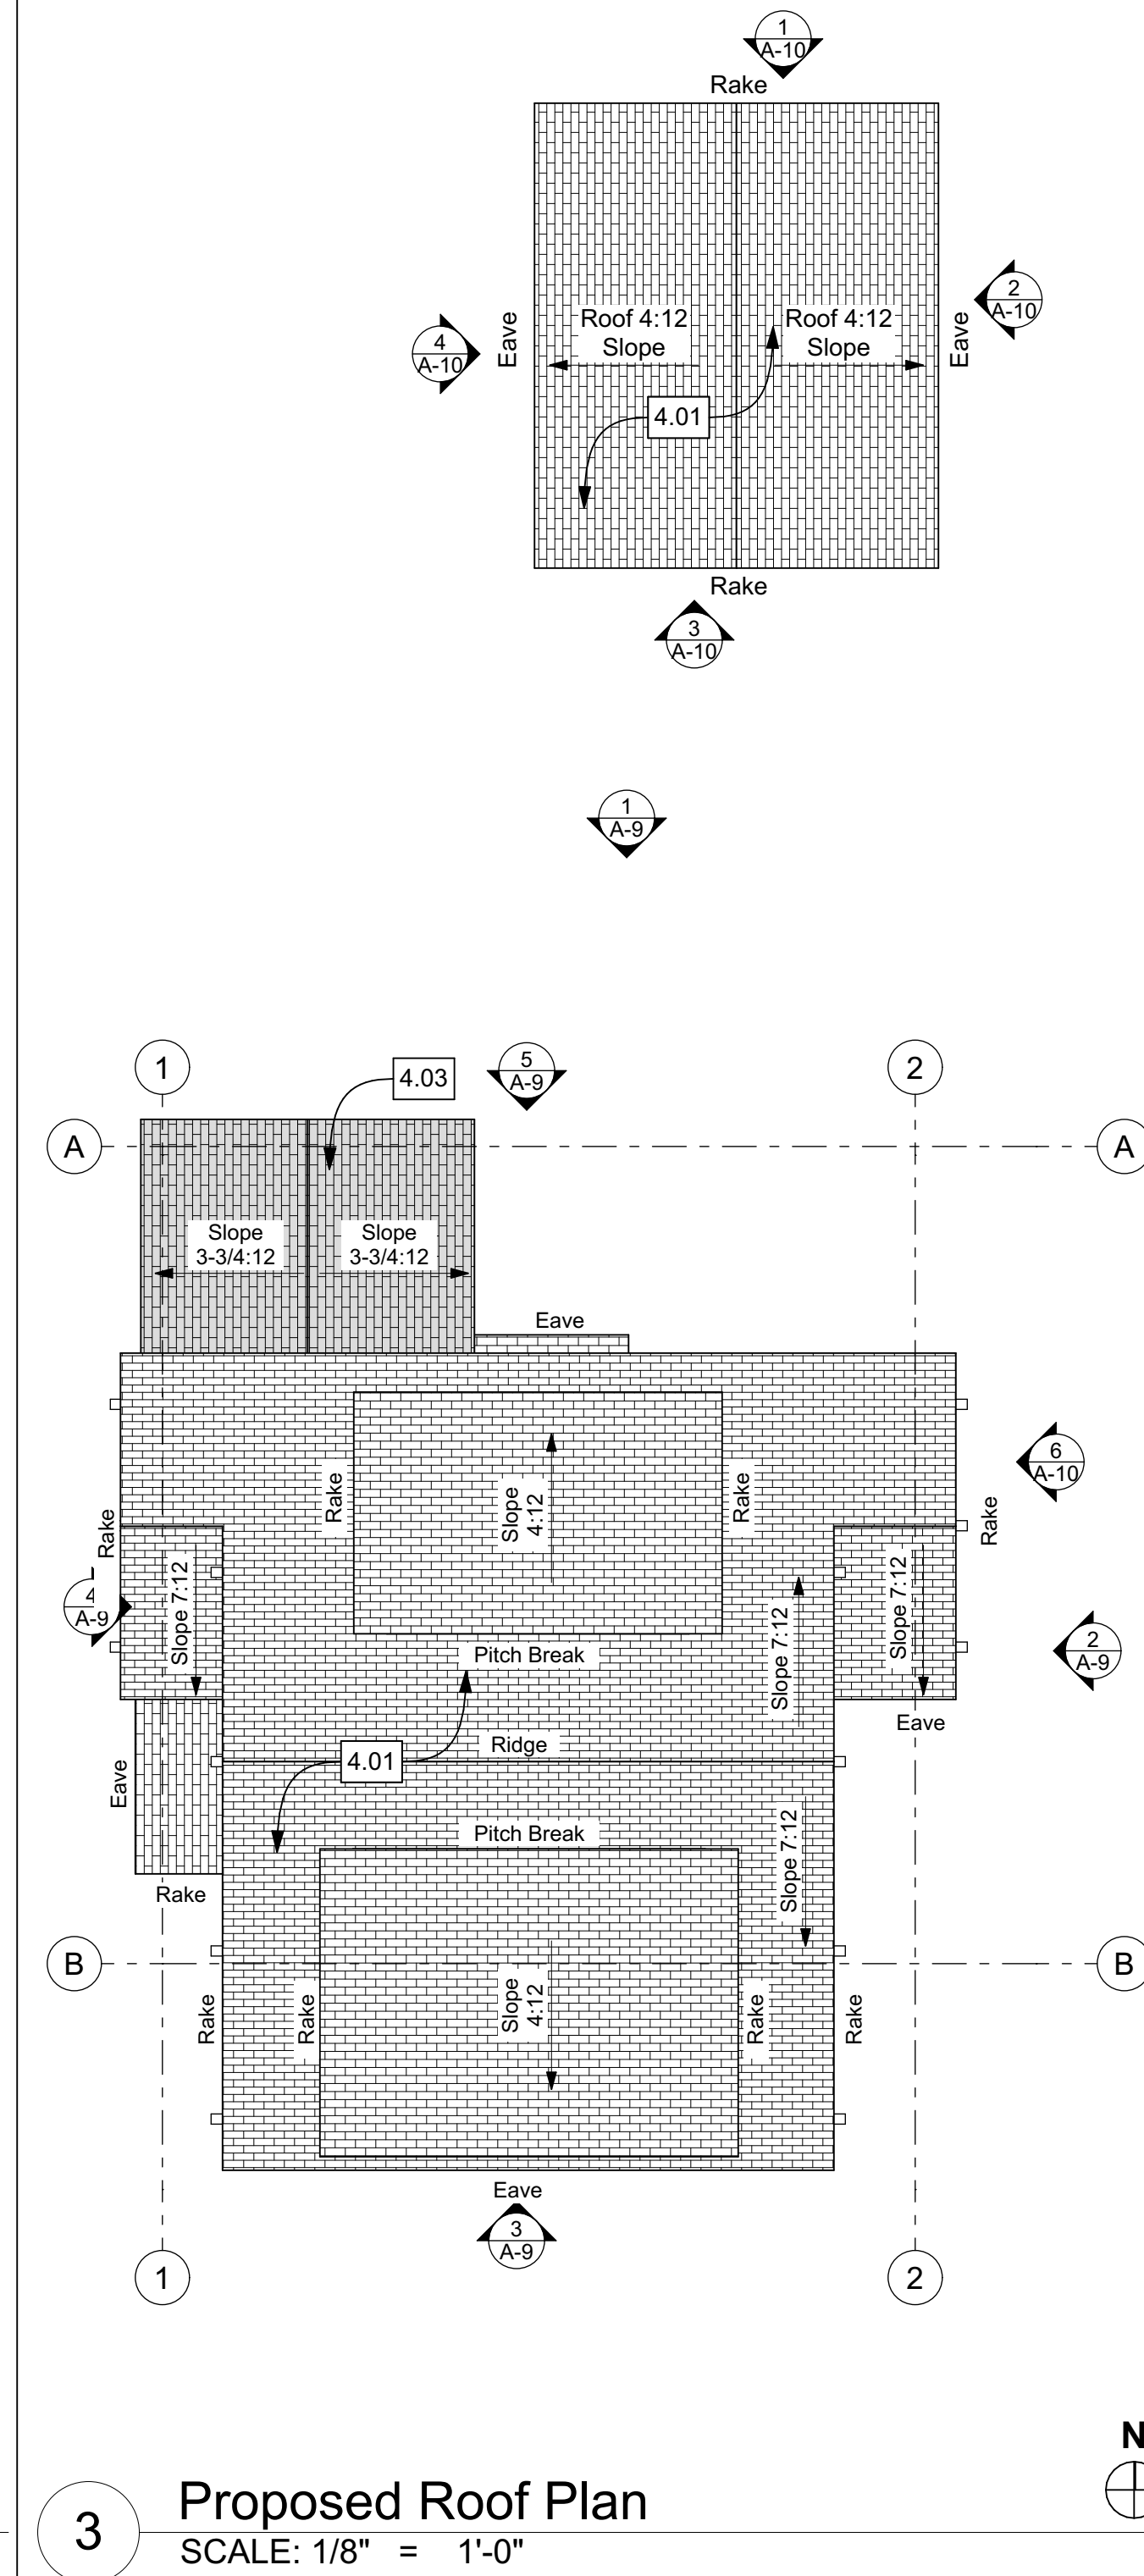 1
A-10
Rake
Roof 4:12
Slope
Roof 4:12
Slope
Eave
Eave
2
A-10
4
A-10
4.01
Rake
3
A-10
1
A-9
1
4.03
5
A-9
2
A
A
Slope
3-3/4:12
Slope
3-3/4:12
Eave
6
A-10
Rake
Slope
4:12
Rake
Rake
Rake
4
A-9
Slope 7:12
Slope 7:12
Slope 7:12
2
A-9
Pitch Break
Eave
Eave
4.01
Ridge
Pitch Break
Slope 7:12
Rake
B
B
Rake
Rake
Slope
4:12
Rake
Rake
Eave
3
A-9
1
2
N
3
Proposed Roof Plan
SCALE: 1/8" = 1'-0"